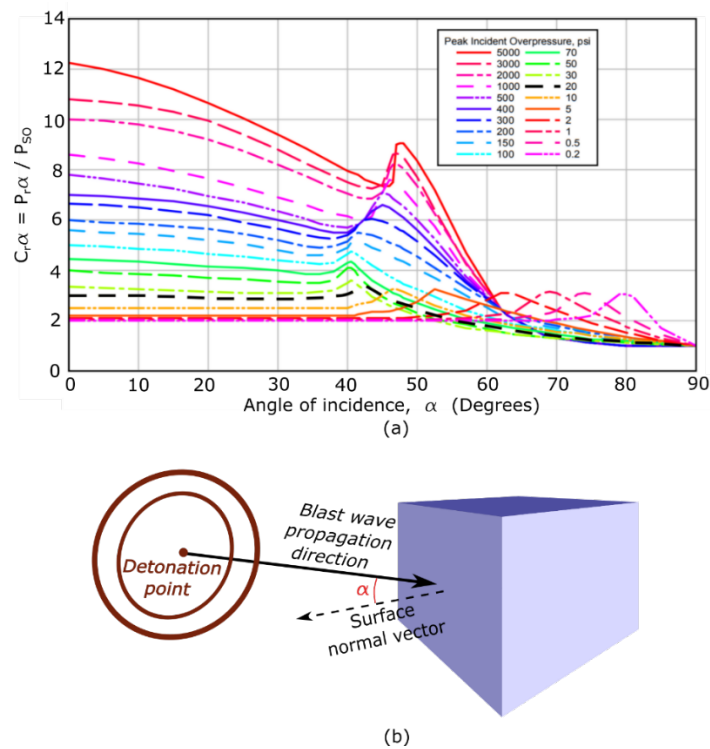 14
12
10
8
6
4
2
0
C_rα = P_rα / P_SO
Peak Incident Overpressure, psi
5000 70
3000 50
2000 30
1000 20
500 10
400 5
300 2
200 1
150 0.5
100 0.2
0 10 20 30 40 50 60 70 80 90
Angle of incidence, α (Degrees)
(a)
Blast wave
propagation
direction
Detonation
point
α
Surface
normal vector
(b)